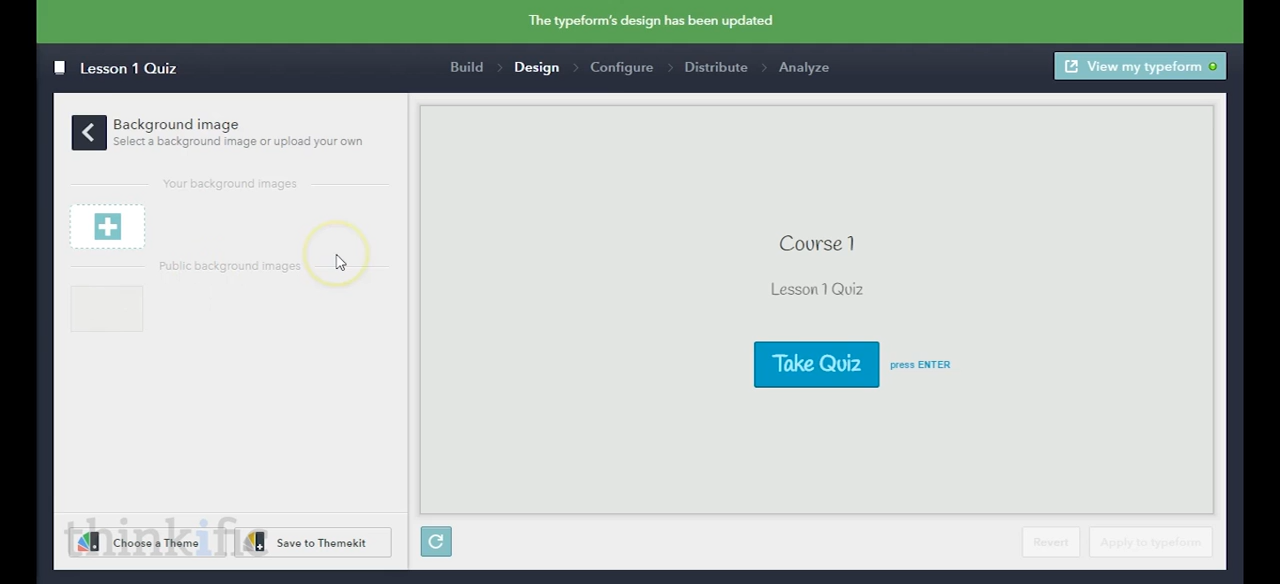 The typeform's design has been updated
Lesson 1 Quiz
Build
Design
Configure
Distribute
Analyze
View my typeform
Background image
Select a background image or upload your own
Your background images
Public background images
Course 1
Lesson 1 Quiz
Take Quiz
press ENTER
thinkific
Choose a Theme
Save to Themekit
Revert
Apply to typeform